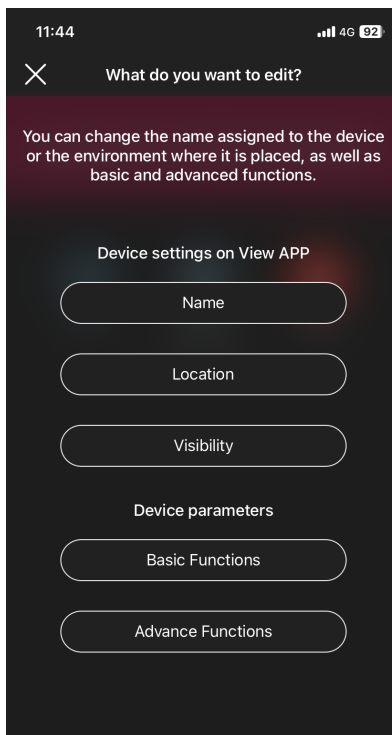 11:44
4G 92
What do you want to edit?
You can change the name assigned to the device
or the environment where it is placed, as well as
basic and advanced functions.
Device settings on View APP
Name
Location
Visibility
Device parameters
Basic Functions
Advance Functions